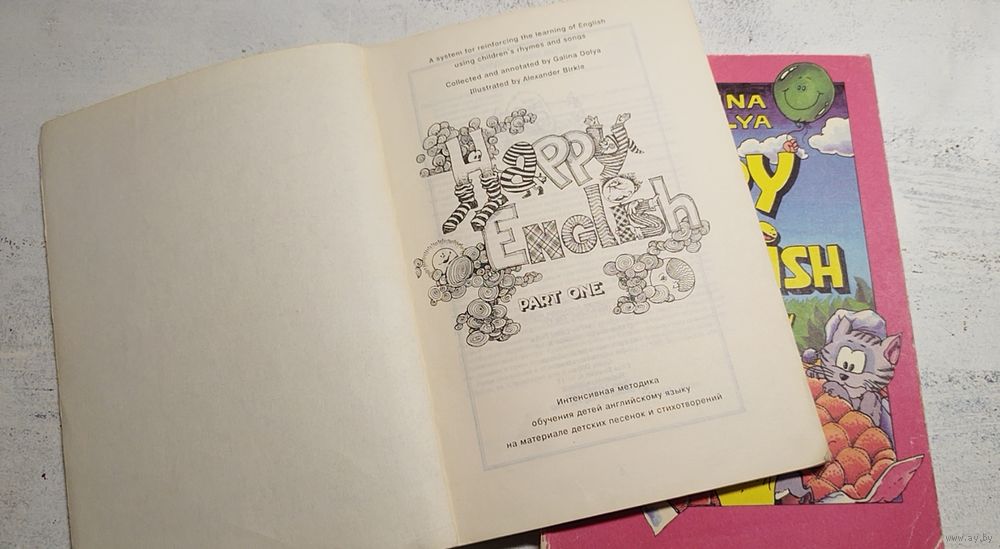 A system for reinforcing the learning of English
using children's rhymes and songs
Collected and annotated by Galina Dolya
Illustrated by Alexander Birkle
Happy
English
PART ONE
Интенсивная методика
обучения детей английскому языку
на материале детских песенок и стихотворений
NA
LYA
PY
ISH
www.ay.by